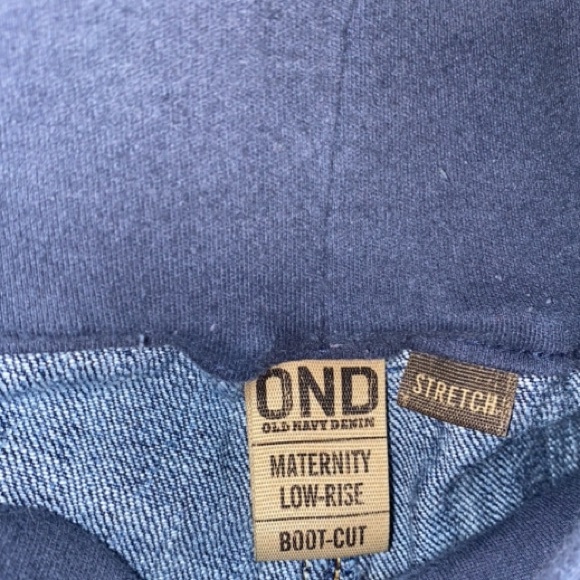 OND
OLD NAVY DENIM
STRETCH
MATERNITY
LOW-RISE
BOOT-CUT